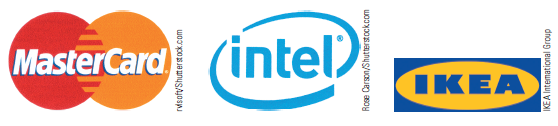 MasterCard
rvlsoft/Shutterstock.com
intel®
Rose Carson/Shutterstock.com
IKEA
IKEA International Group